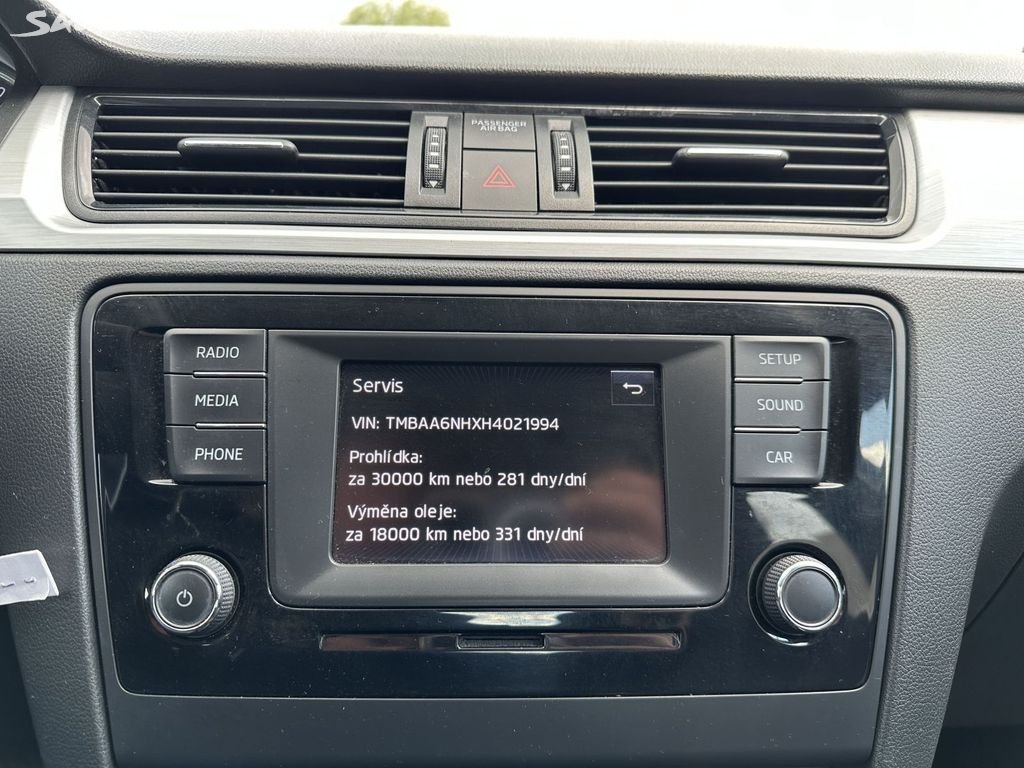 PASSENGER
AIR BAG
RADIO
MEDIA
PHONE
SETUP
SOUND
CAR
Servis
VIN: TMBAA6NHXH4021994
Prohlídka:
za 30000 km nebo 281 dny/dní
Výměna oleje:
za 18000 km nebo 331 dny/dní